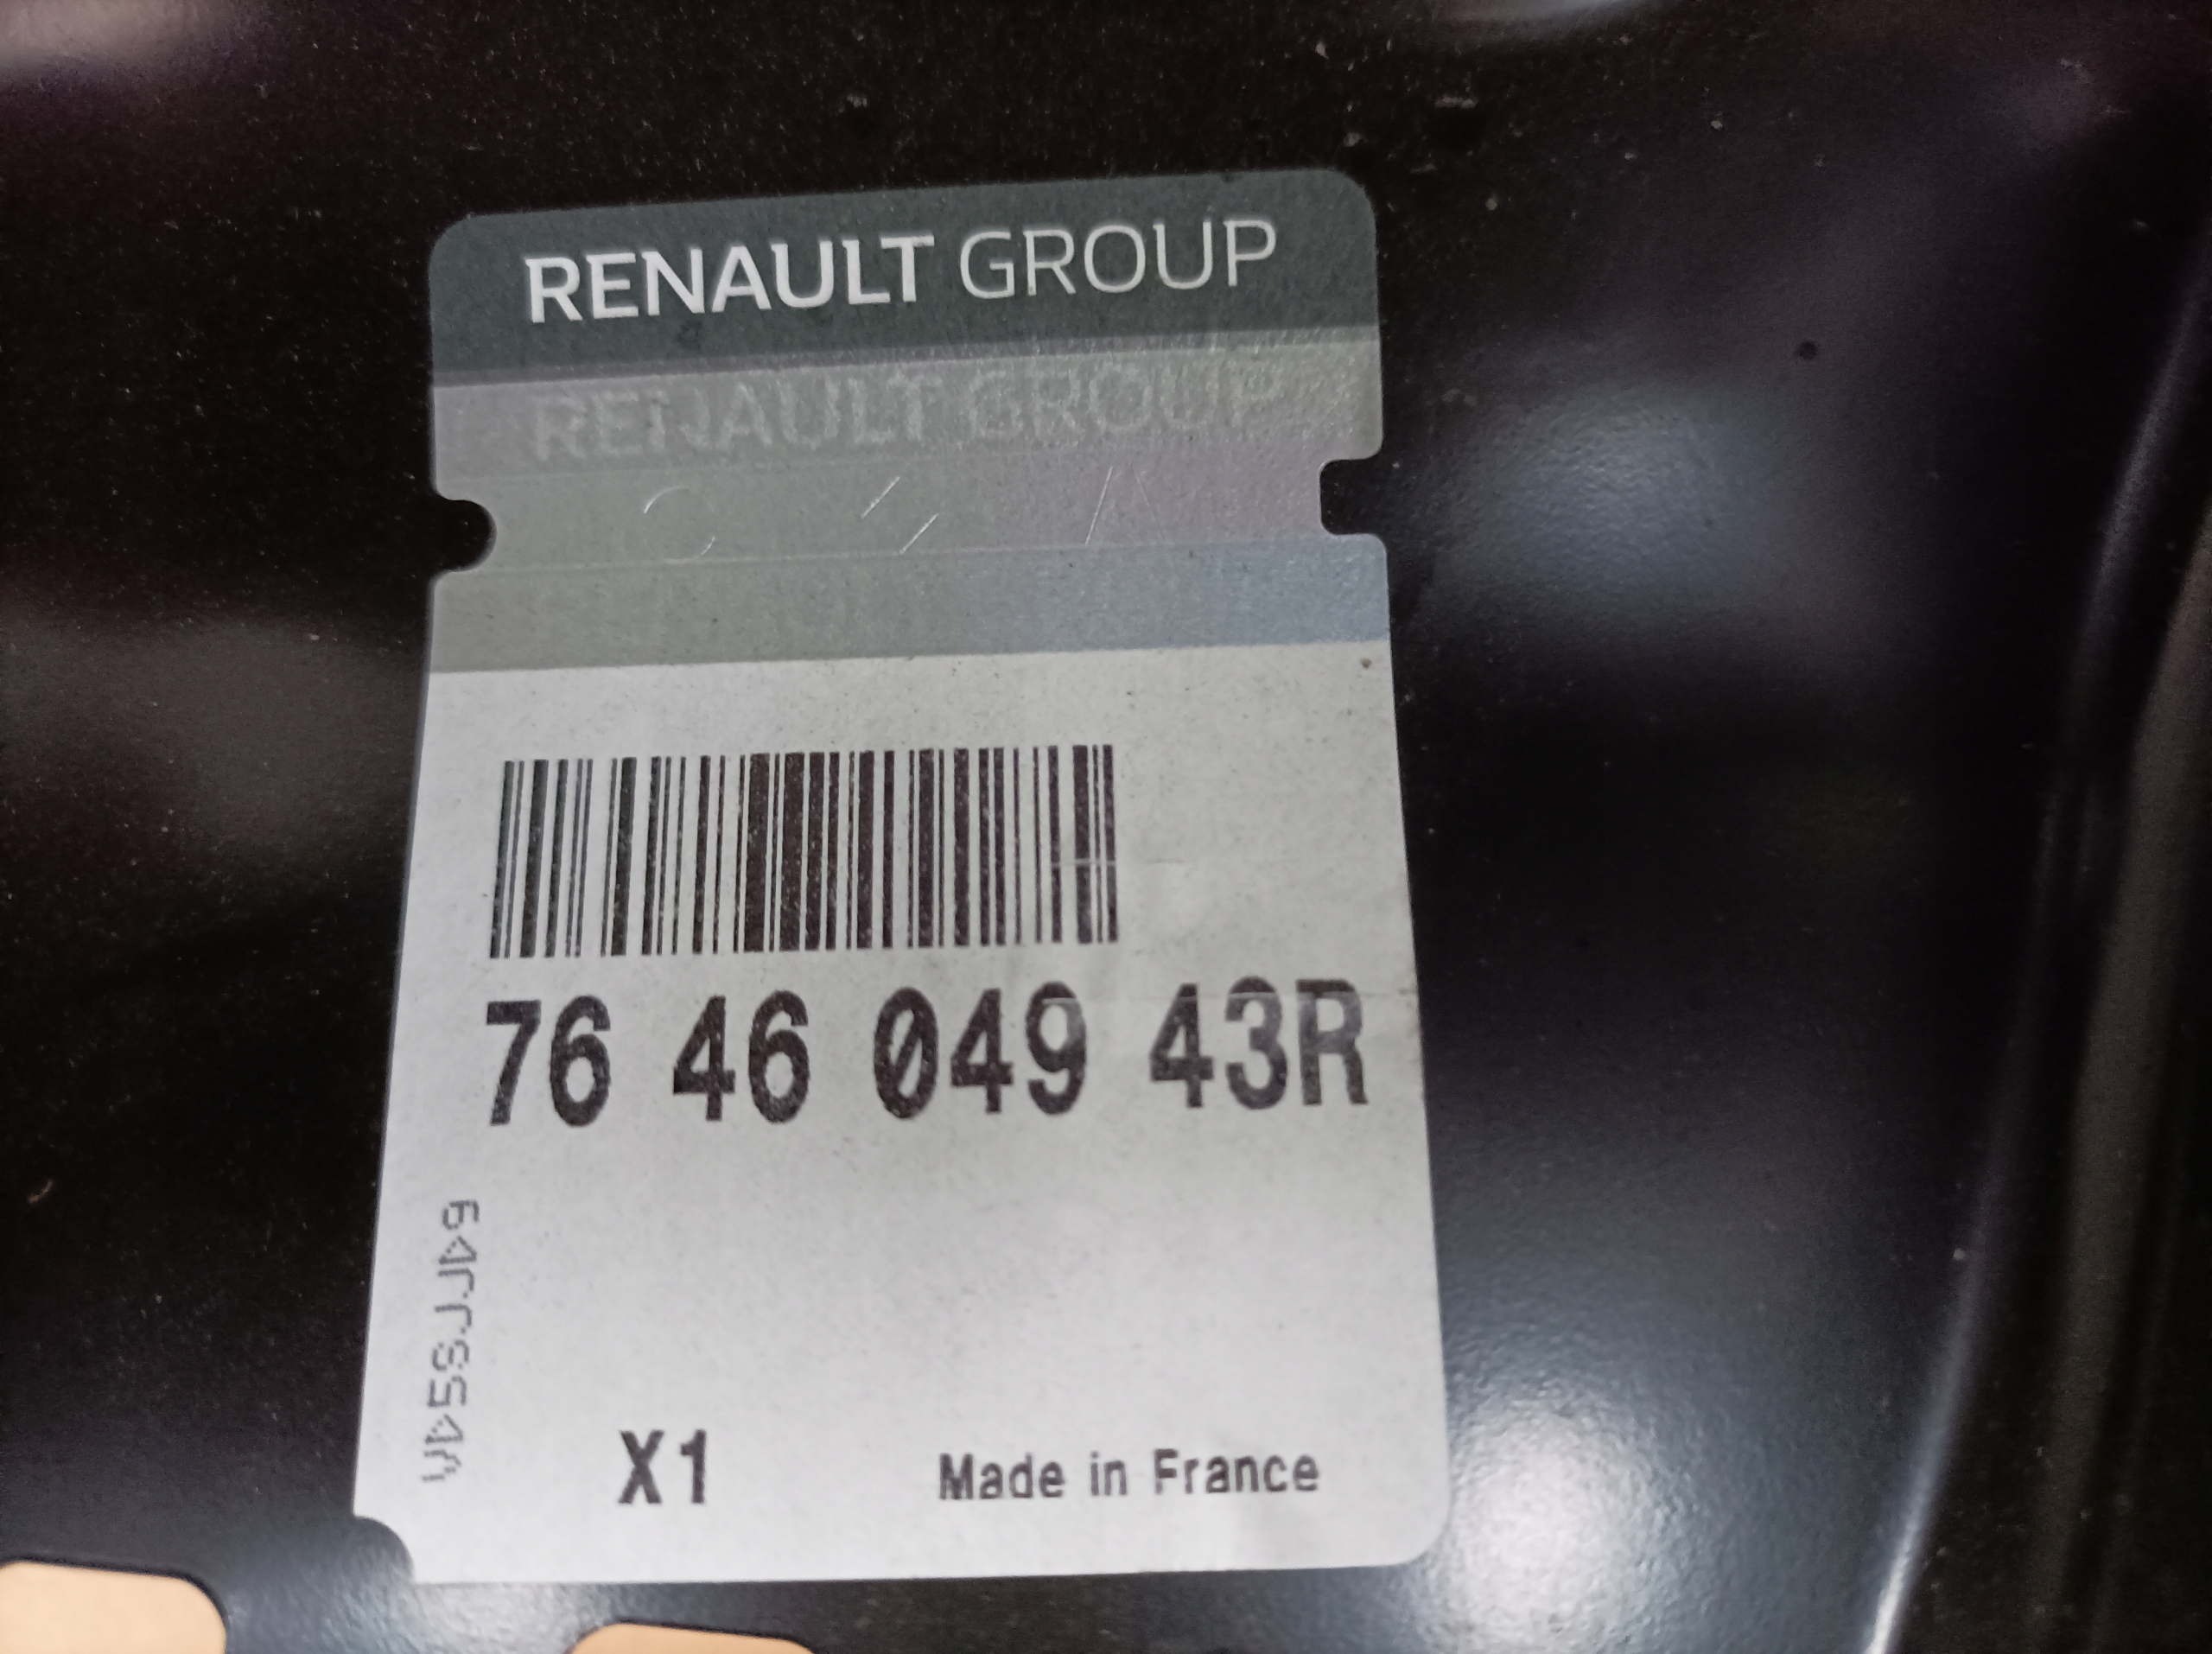 RENAULT GROUP
RENAULT GROUP
76 46 049 43R
X1
Made in France